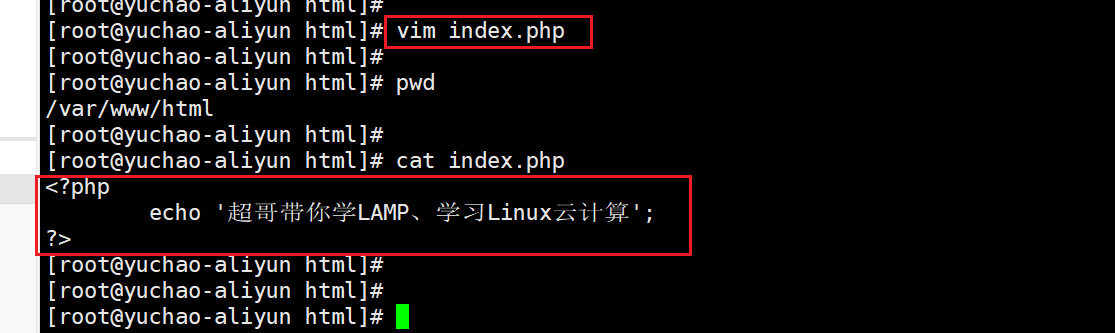 [root@yuchao-aliyun html]#
[root@yuchao-aliyun html]# vim index.php
[root@yuchao-aliyun html]#
[root@yuchao-aliyun html]# pwd
/var/www/html
[root@yuchao-aliyun html]#
[root@yuchao-aliyun html]# cat index.php
<?php
        echo '超哥带你学LAMP、学习Linux云计算';
?>
[root@yuchao-aliyun html]#
[root@yuchao-aliyun html]#
[root@yuchao-aliyun html]#